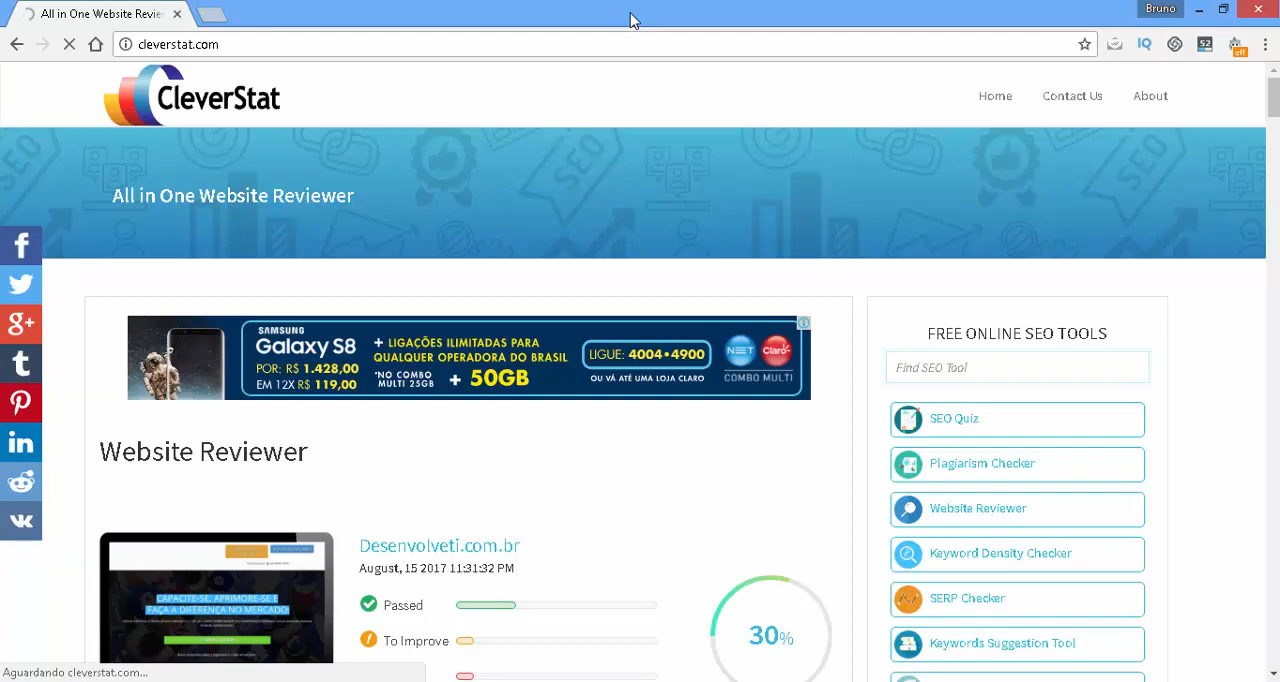 All in One Website Review
Bruno
cleverstat.com
CleverStat
Home
Contact Us
About
All in One Website Reviewer
SAMSUNG
Galaxy S8
POR: R$ 1.428,00
EM 12X R$ 119,00
+ LIGAÇÕES ILIMITADAS PARA
QUALQUER OPERADORA DO BRASIL
*NO COMBO
MULTI 25GB
+ 50GB
LIGUE: 4004•4900
OU VÁ ATÉ UMA LOJA CLARO
NET
Claro
COMBO MULTI
Website Reviewer
Desenvolveti.com.br
August, 15 2017 11:31:32 PM
Passed
To Improve
30%
CAPACITE-SE, APRIMORE-SE E
FAÇA A DIFERENÇA NO MERCADO!
FREE ONLINE SEO TOOLS
Find SEO Tool
SEO Quiz
Plagiarism Checker
Website Reviewer
Keyword Density Checker
SERP Checker
Keywords Suggestion Tool
Aguardando cleverstat.com...